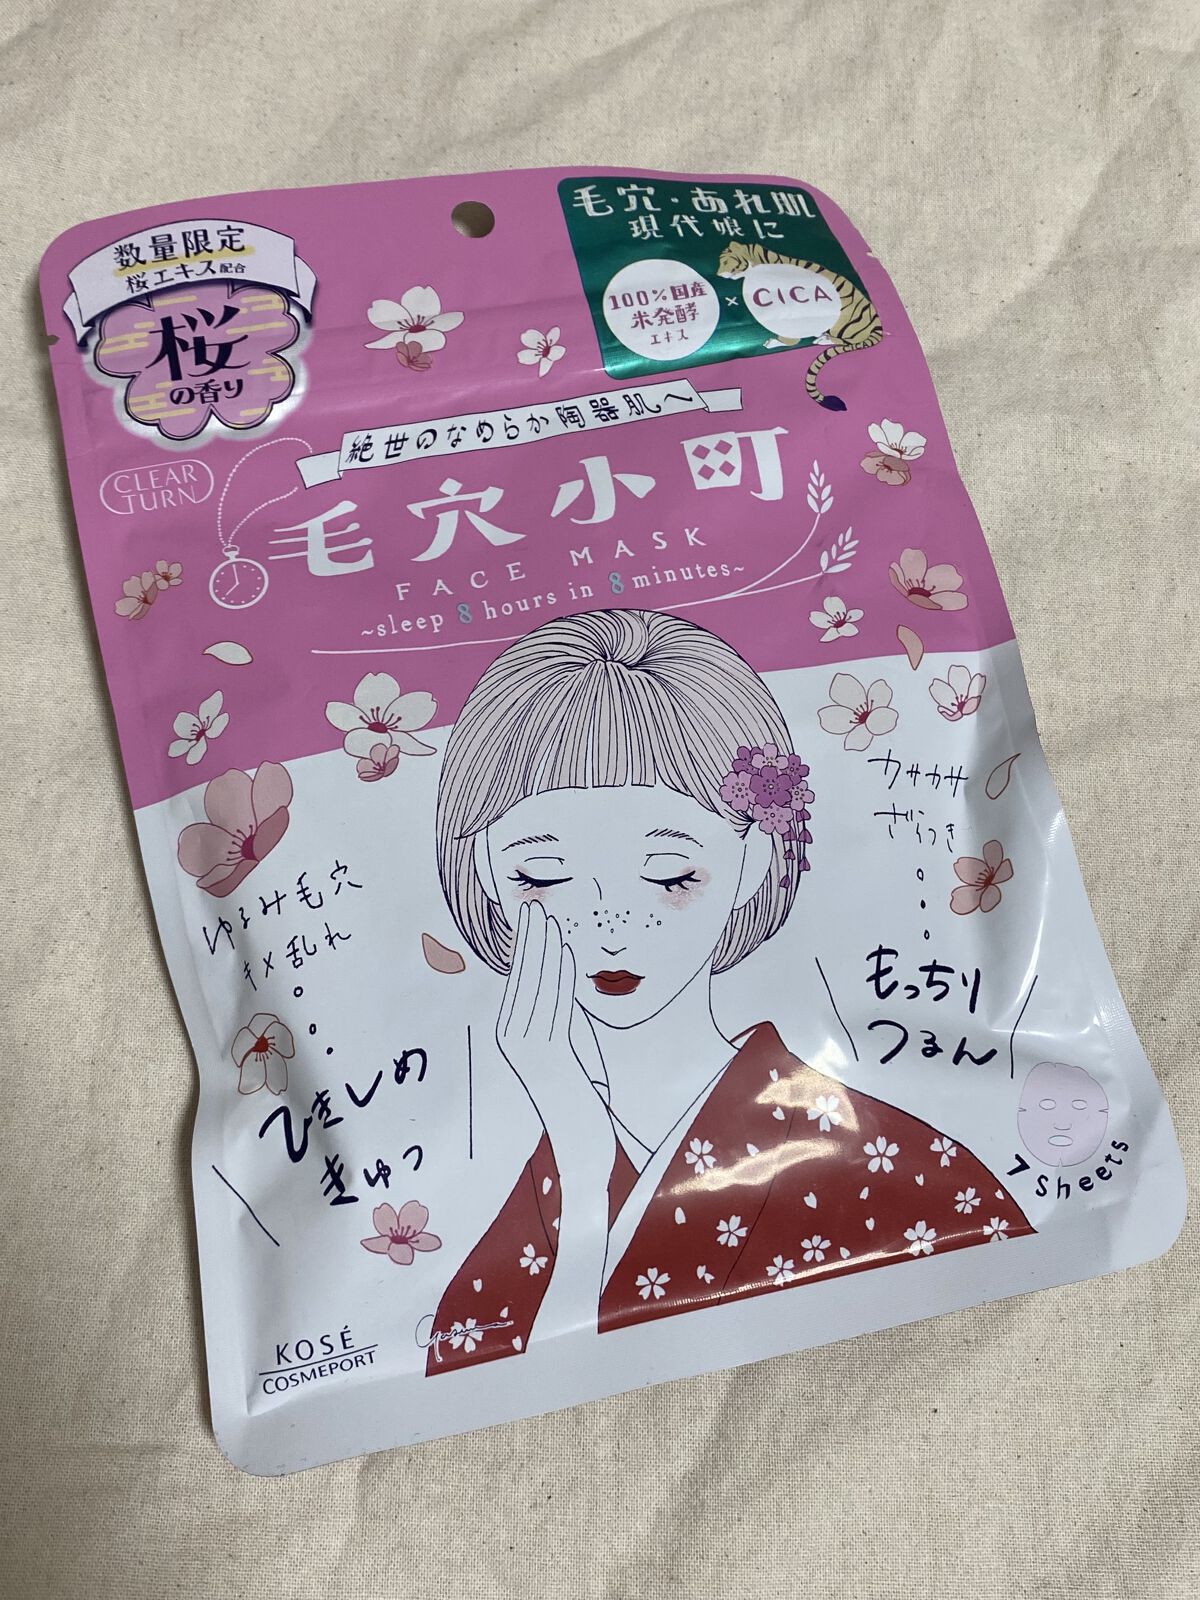 数量限定
桜エキス配合
桜
の香り
毛穴・あれ肌
現代娘に
100%国産
米発酵
エキス
×
CICA
CLEAR
TURN
絶世のなめらか陶器肌へ
毛穴小町
FACE MASK
~sleep 8 hours in 8 minutes~
カサカサ
ざらつき
もっちり
つるん
ゆるみ毛穴
キメ乱れ
ひきしめ
きゅっ
7 Sheets
KOSÉ
COSMEPORT